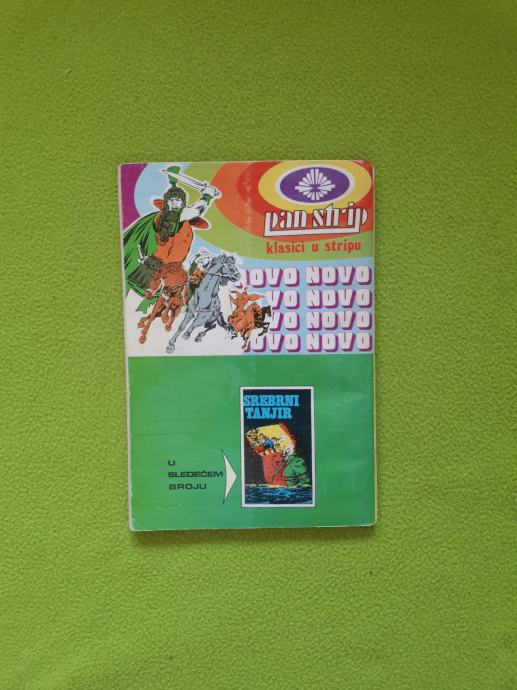 pan strip
klasici u stripu
NOVO NOVO
NOVO NOVO
NOVO NOVO
NOVO NOVO
SREBRNI
TANJIR
U
SLEDEĆEM
BROJU